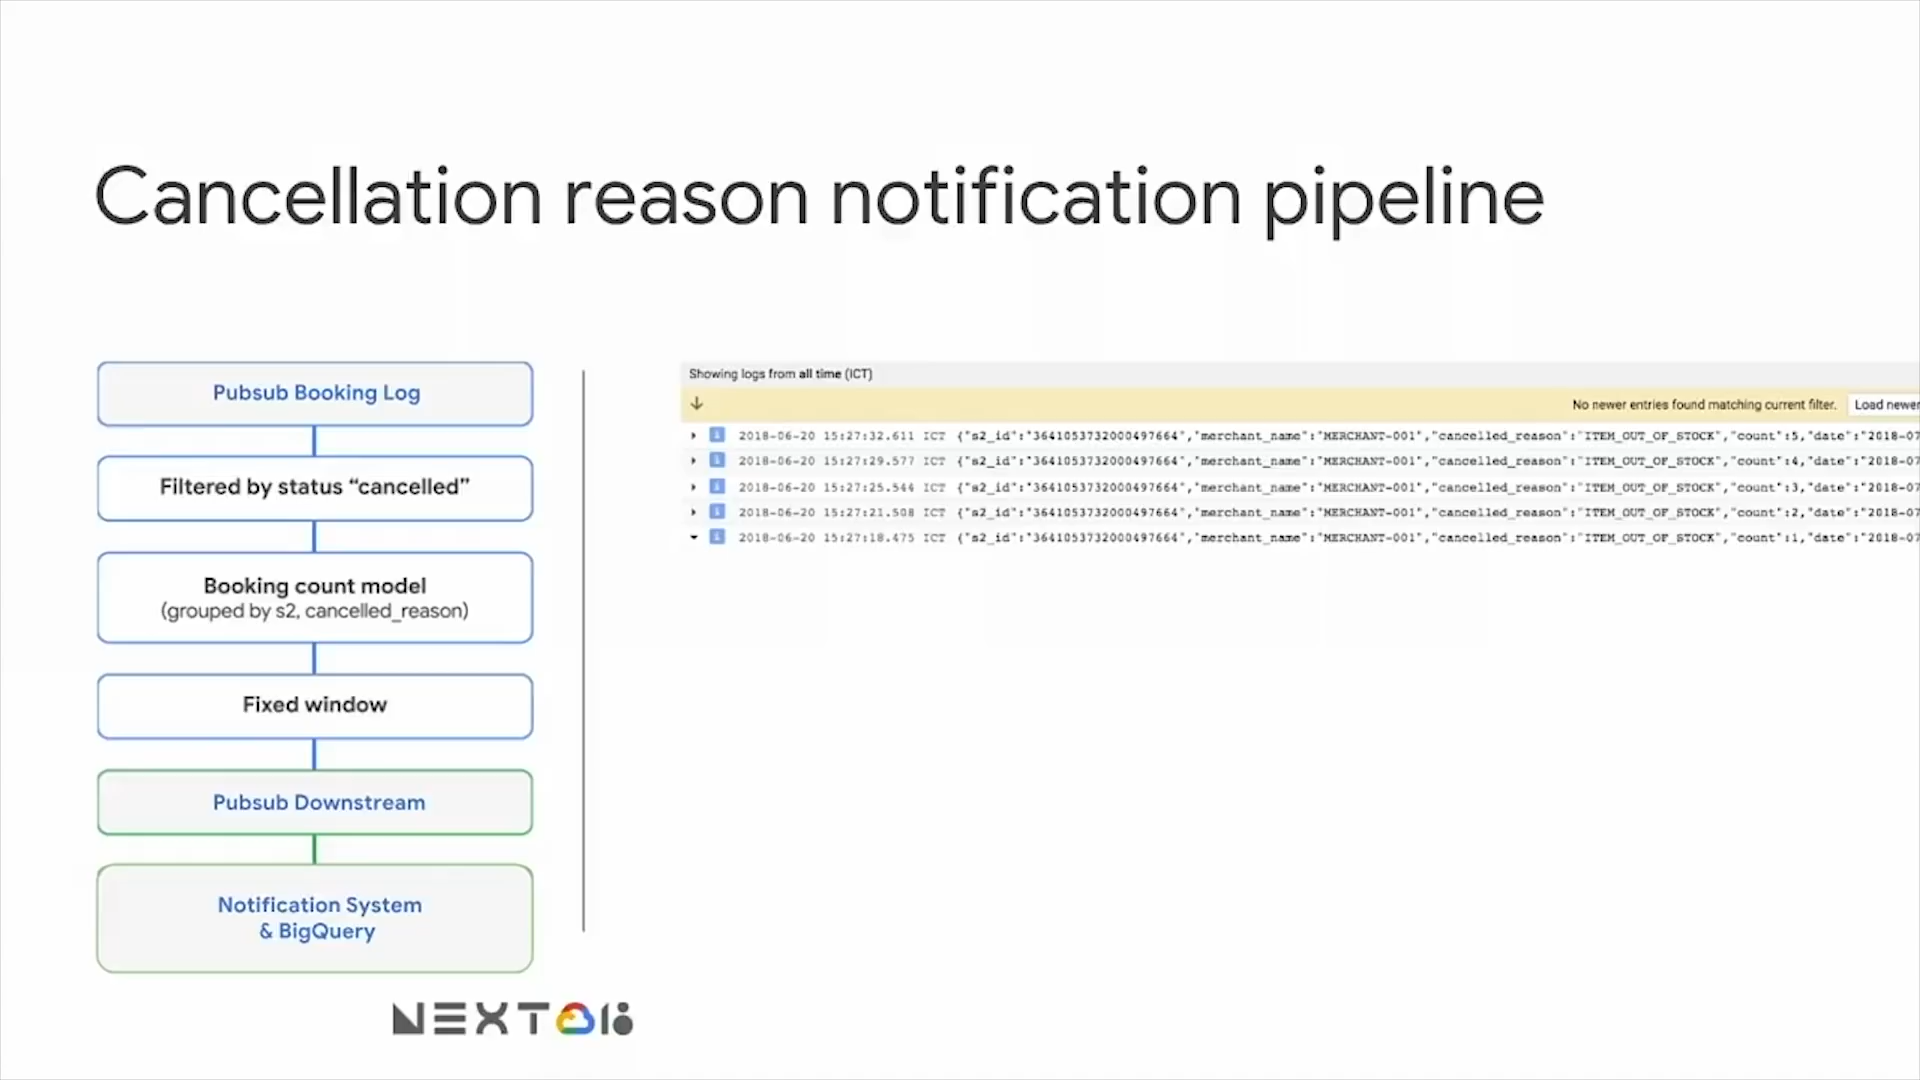 Cancellation reason notification pipeline
Pubsub Booking Log
Filtered by status “cancelled”
Booking count model
(grouped by s2, cancelled_reason)
Fixed window
Pubsub Downstream
Notification System
& BigQuery
Showing logs from all time (ICT)
No newer entries found matching current filter. Load newer
2018-06-20 15:27:32.611 ICT {"s2_id":"3641053732000497664","merchant_name":"MERCHANT-001","cancelled_reason":"ITEM_OUT_OF_STOCK","count":5,"date":"2018-07
2018-06-20 15:27:29.577 ICT {"s2_id":"3641053732000497664","merchant_name":"MERCHANT-001","cancelled_reason":"ITEM_OUT_OF_STOCK","count":4,"date":"2018-07
2018-06-20 15:27:25.544 ICT {"s2_id":"3641053732000497664","merchant_name":"MERCHANT-001","cancelled_reason":"ITEM_OUT_OF_STOCK","count":3,"date":"2018-07
2018-06-20 15:27:21.508 ICT {"s2_id":"3641053732000497664","merchant_name":"MERCHANT-001","cancelled_reason":"ITEM_OUT_OF_STOCK","count":2,"date":"2018-07
2018-06-20 15:27:18.475 ICT {"s2_id":"3641053732000497664","merchant_name":"MERCHANT-001","cancelled_reason":"ITEM_OUT_OF_STOCK","count":1,"date":"2018-07
NEXT 18